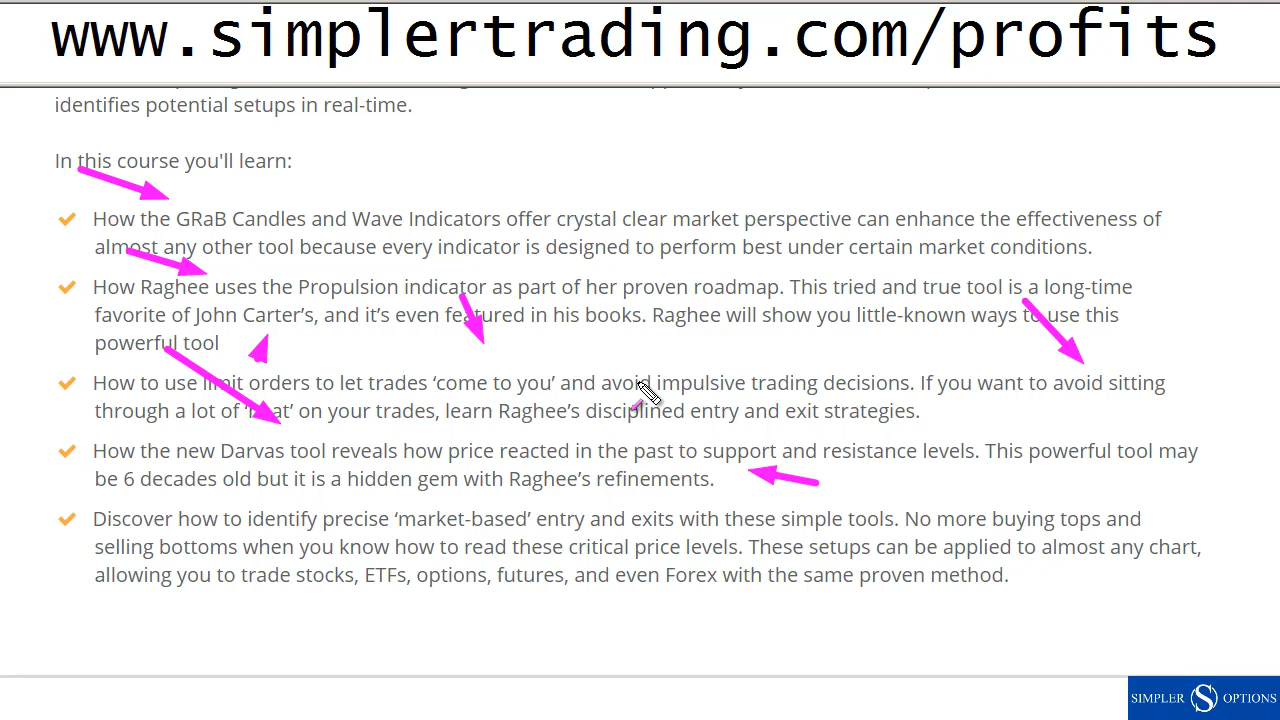 www.simplertrading.com/profits
identifies potential setups in real-time.
In this course you'll learn:
How the GRaB Candles and Wave Indicators offer crystal clear market perspective can enhance the effectiveness of
almost any other tool because every indicator is designed to perform best under certain market conditions.
How Raghee uses the Propulsion indicator as part of her proven roadmap. This tried and true tool is a long-time
favorite of John Carter’s, and it’s even featured in his books. Raghee will show you little-known ways to use this
powerful tool
How to use limit orders to let trades ‘come to you’ and avoid impulsive trading decisions. If you want to avoid sitting
through a lot of ‘heat’ on your trades, learn Raghee’s disciplined entry and exit strategies.
How the new Darvas tool reveals how price reacted in the past to support and resistance levels. This powerful tool may
be 6 decades old but it is a hidden gem with Raghee’s refinements.
Discover how to identify precise ‘market-based’ entry and exits with these simple tools. No more buying tops and
selling bottoms when you know how to read these critical price levels. These setups can be applied to almost any chart,
allowing you to trade stocks, ETFs, options, futures, and even Forex with the same proven method.
SIMPLER S OPTIONS